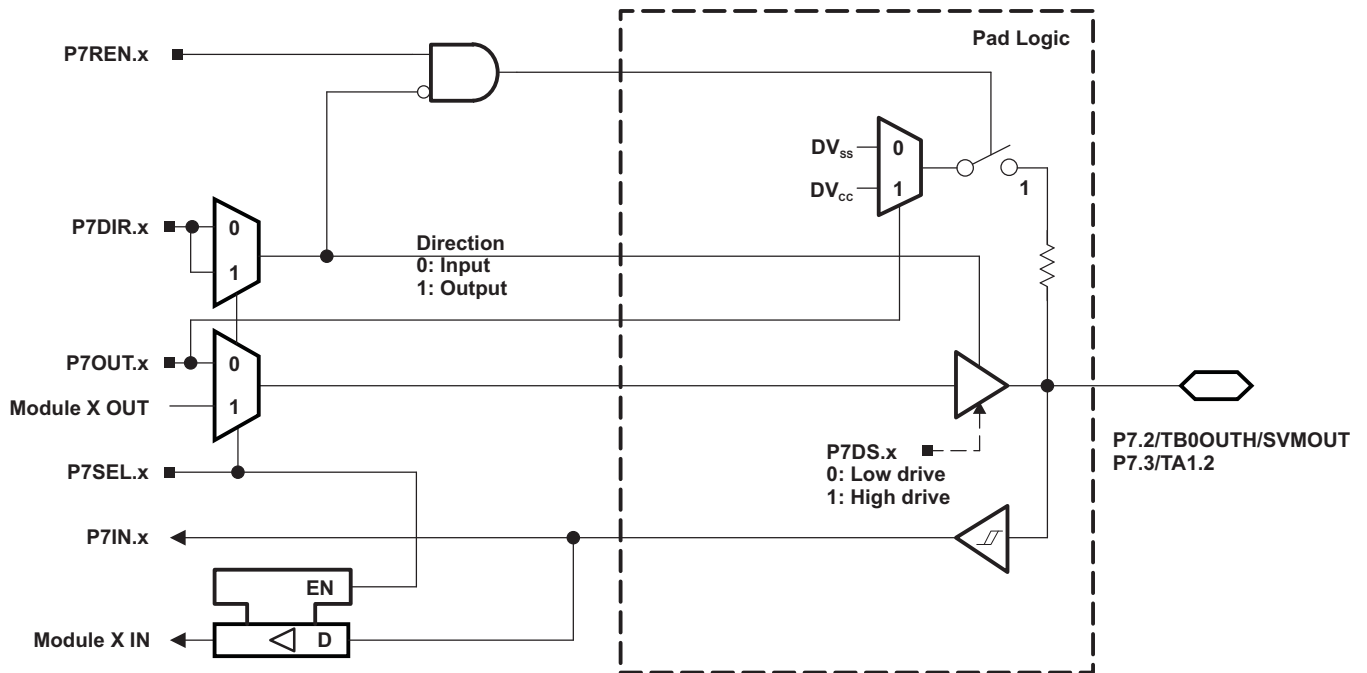 Pad Logic
P7REN.x
DVSS
0
DVCC
1
1
P7DIR.x
0
1
Direction
0: Input
1: Output
P7OUT.x
0
Module X OUT
1
P7SEL.x
P7DS.x
0: Low drive
1: High drive
P7.2/TB0OUTH/SVMOUT
P7.3/TA1.2
P7IN.x
EN
Module X IN
D